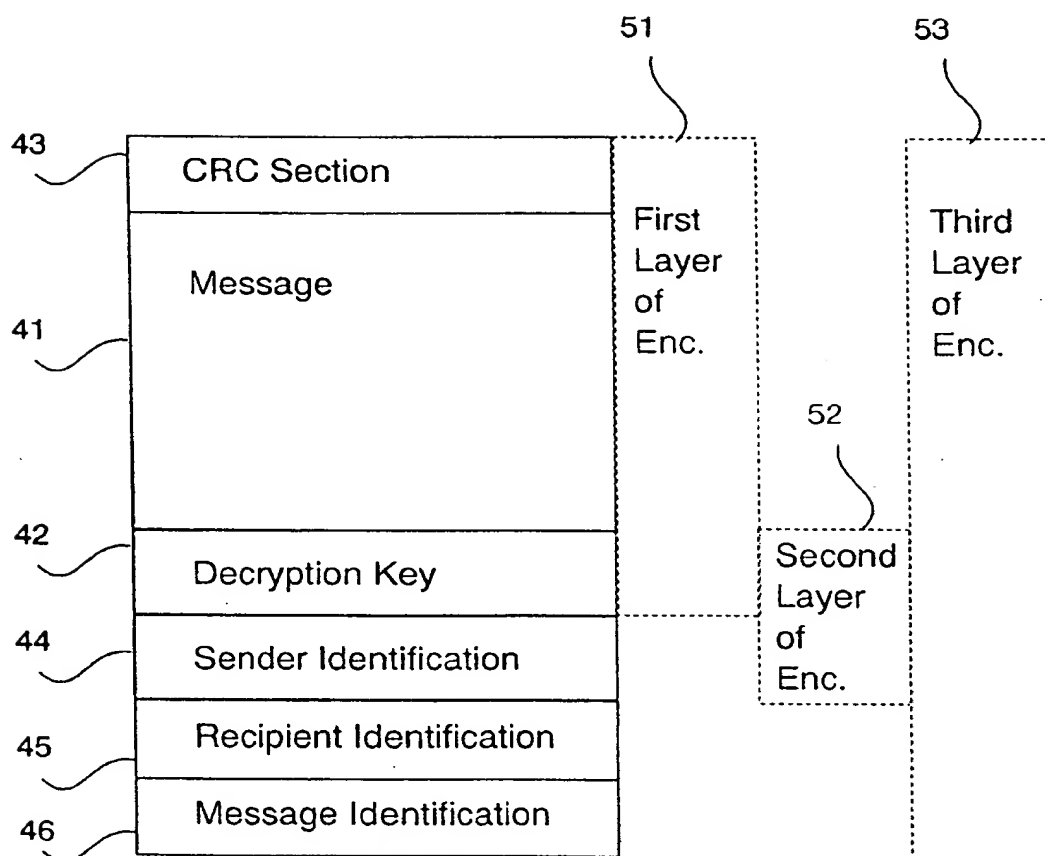 51
53
43
CRC Section
First
Layer
of
Enc.
Third
Layer
of
Enc.
Message
41
52
42
Decryption Key
Second
Layer
of
Enc.
44
Sender Identification
45
Recipient Identification
46
Message Identification